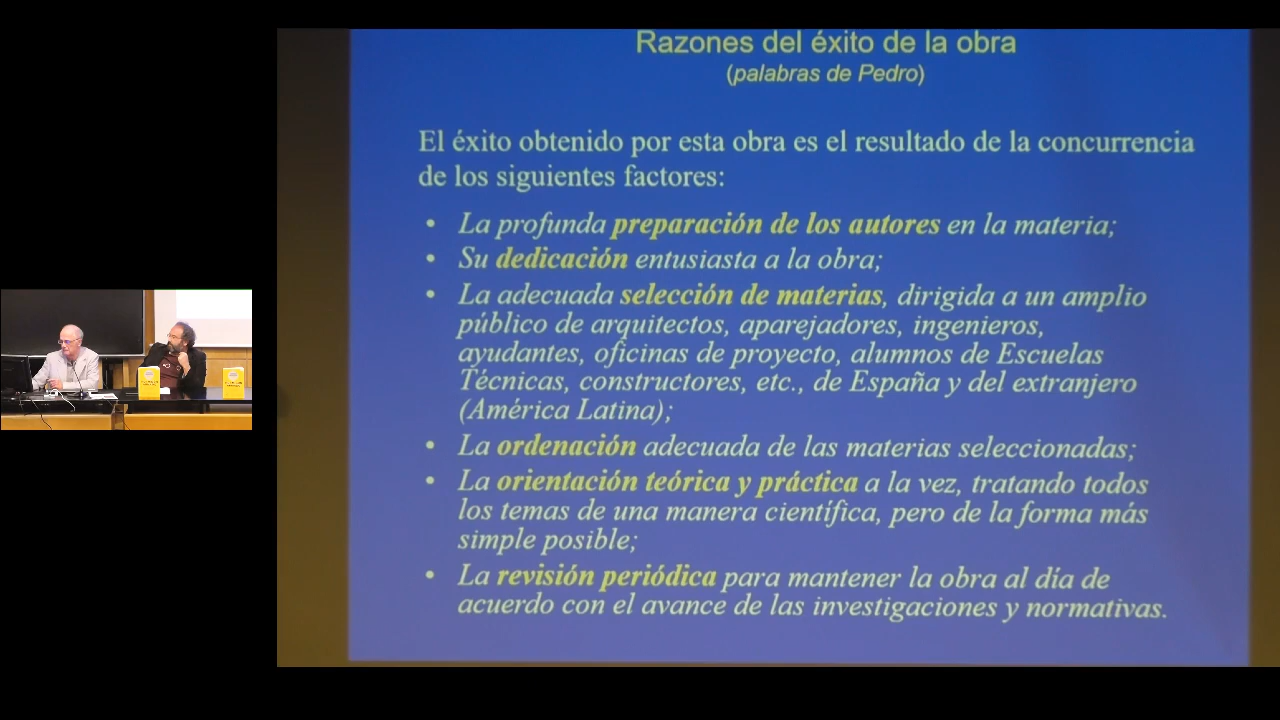 Razones del éxito de la obra
(palabras de Pedro)
El éxito obtenido por esta obra es el resultado de la concurrencia
de los siguientes factores:
• La profunda preparación de los autores en la materia;
• Su dedicación entusiasta a la obra;
• La adecuada selección de materias, dirigida a un amplio
público de arquitectos, aparejadores, ingenieros,
ayudantes, oficinas de proyecto, alumnos de Escuelas
Técnicas, constructores, etc., de España y del extranjero
(América Latina);
• La ordenación adecuada de las materias seleccionadas;
• La orientación teórica y práctica a la vez, tratando todos
los temas de una manera científica, pero de la forma más
simple posible;
• La revisión periódica para mantener la obra al día de
acuerdo con el avance de las investigaciones y normativas.